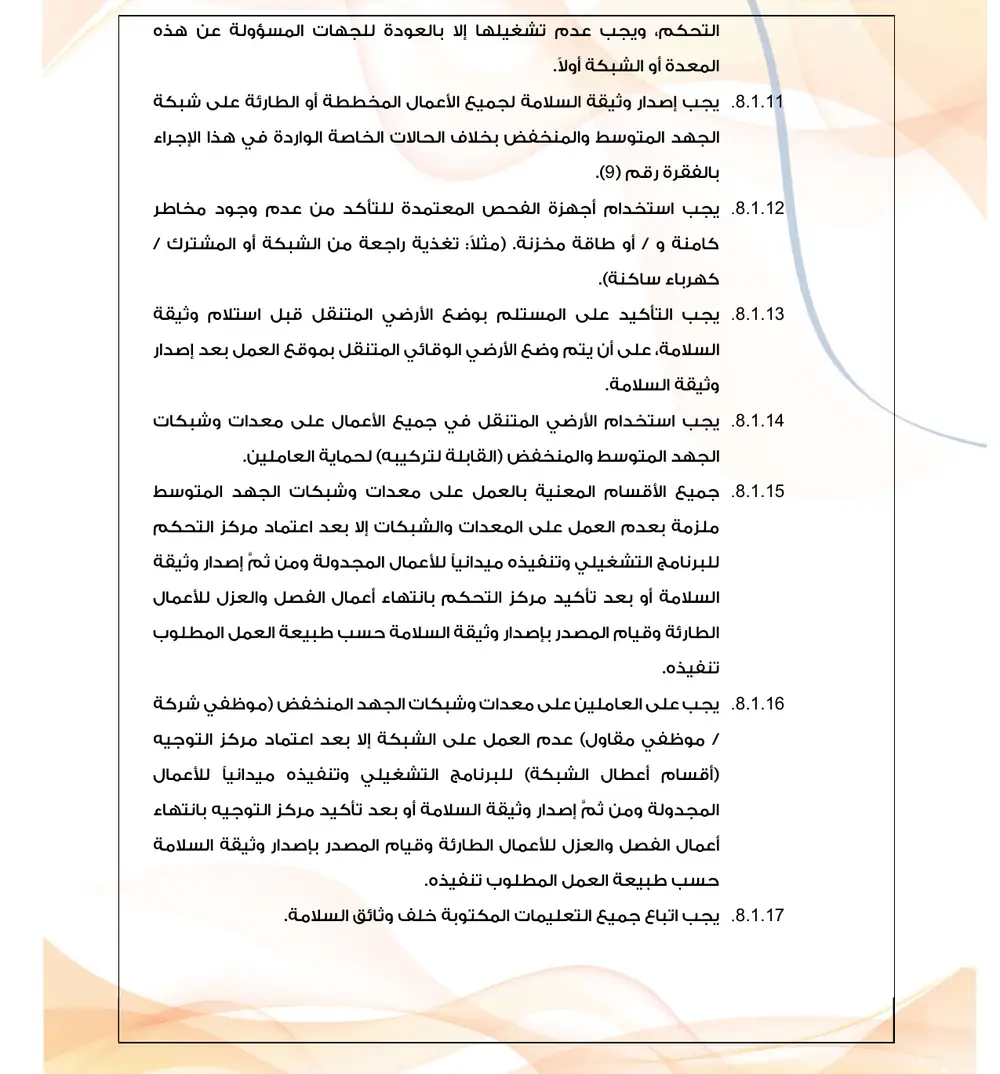 التحكم، ويجب عدم تشغيلها إلا بالعودة للجهات المسؤولة عن هذه
المعدة أو الشبكة أولاً.
8.1.11. يجب إصدار وثيقة السلامة لجميع الأعمال المخططة أو الطارئة على شبكة
الجهد المتوسط والمنخفض بخلاف الحالات الخاصة الواردة في هذا الإجراء
بالفقرة رقم (9).
8.1.12. يجب استخدام أجهزة الفحص المعتمدة للتأكد من عدم وجود مخاطر
كامنة و / أو طاقة مخزنة. (مثلاً: تغذية راجعة من الشبكة أو المشترك /
كهرباء ساكنة).
8.1.13. يجب التأكيد على المستلم بوضع الأرضي المتنقل قبل استلام وثيقة
السلامة، على أن يتم وضع الأرضي الوقائي المتنقل بموقع العمل بعد إصدار
وثيقة السلامة.
8.1.14. يجب استخدام الأرضي المتنقل في جميع الأعمال على معدات وشبكات
الجهد المتوسط والمنخفض (القابلة لتركيبه) لحماية العاملين.
8.1.15. جميع الأقسام المعنية بالعمل على معدات وشبكات الجهد المتوسط
ملزمة بعدم العمل على المعدات والشبكات إلا بعد اعتماد مركز التحكم
للبرنامج التشغيلي وتنفيذه ميدانياً للأعمال المجدولة ومن ثمَّ إصدار وثيقة
السلامة أو بعد تأكيد مركز التحكم بانتهاء أعمال الفصل والعزل للأعمال
الطارئة وقيام المصدر بإصدار وثيقة السلامة حسب طبيعة العمل المطلوب
تنفيذه.
8.1.16. يجب على العاملين على معدات وشبكات الجهد المنخفض (موظفي شركة
/ موظفي مقاول) عدم العمل على الشبكة إلا بعد اعتماد مركز التوجيه
(أقسام أعطال الشبكة) للبرنامج التشغيلي وتنفيذه ميدانياً للأعمال
المجدولة ومن ثمَّ إصدار وثيقة السلامة أو بعد تأكيد مركز التوجيه بانتهاء
أعمال الفصل والعزل للأعمال الطارئة وقيام المصدر بإصدار وثيقة السلامة
حسب طبيعة العمل المطلوب تنفيذه.
8.1.17. يجب اتباع جميع التعليمات المكتوبة خلف وثائق السلامة.